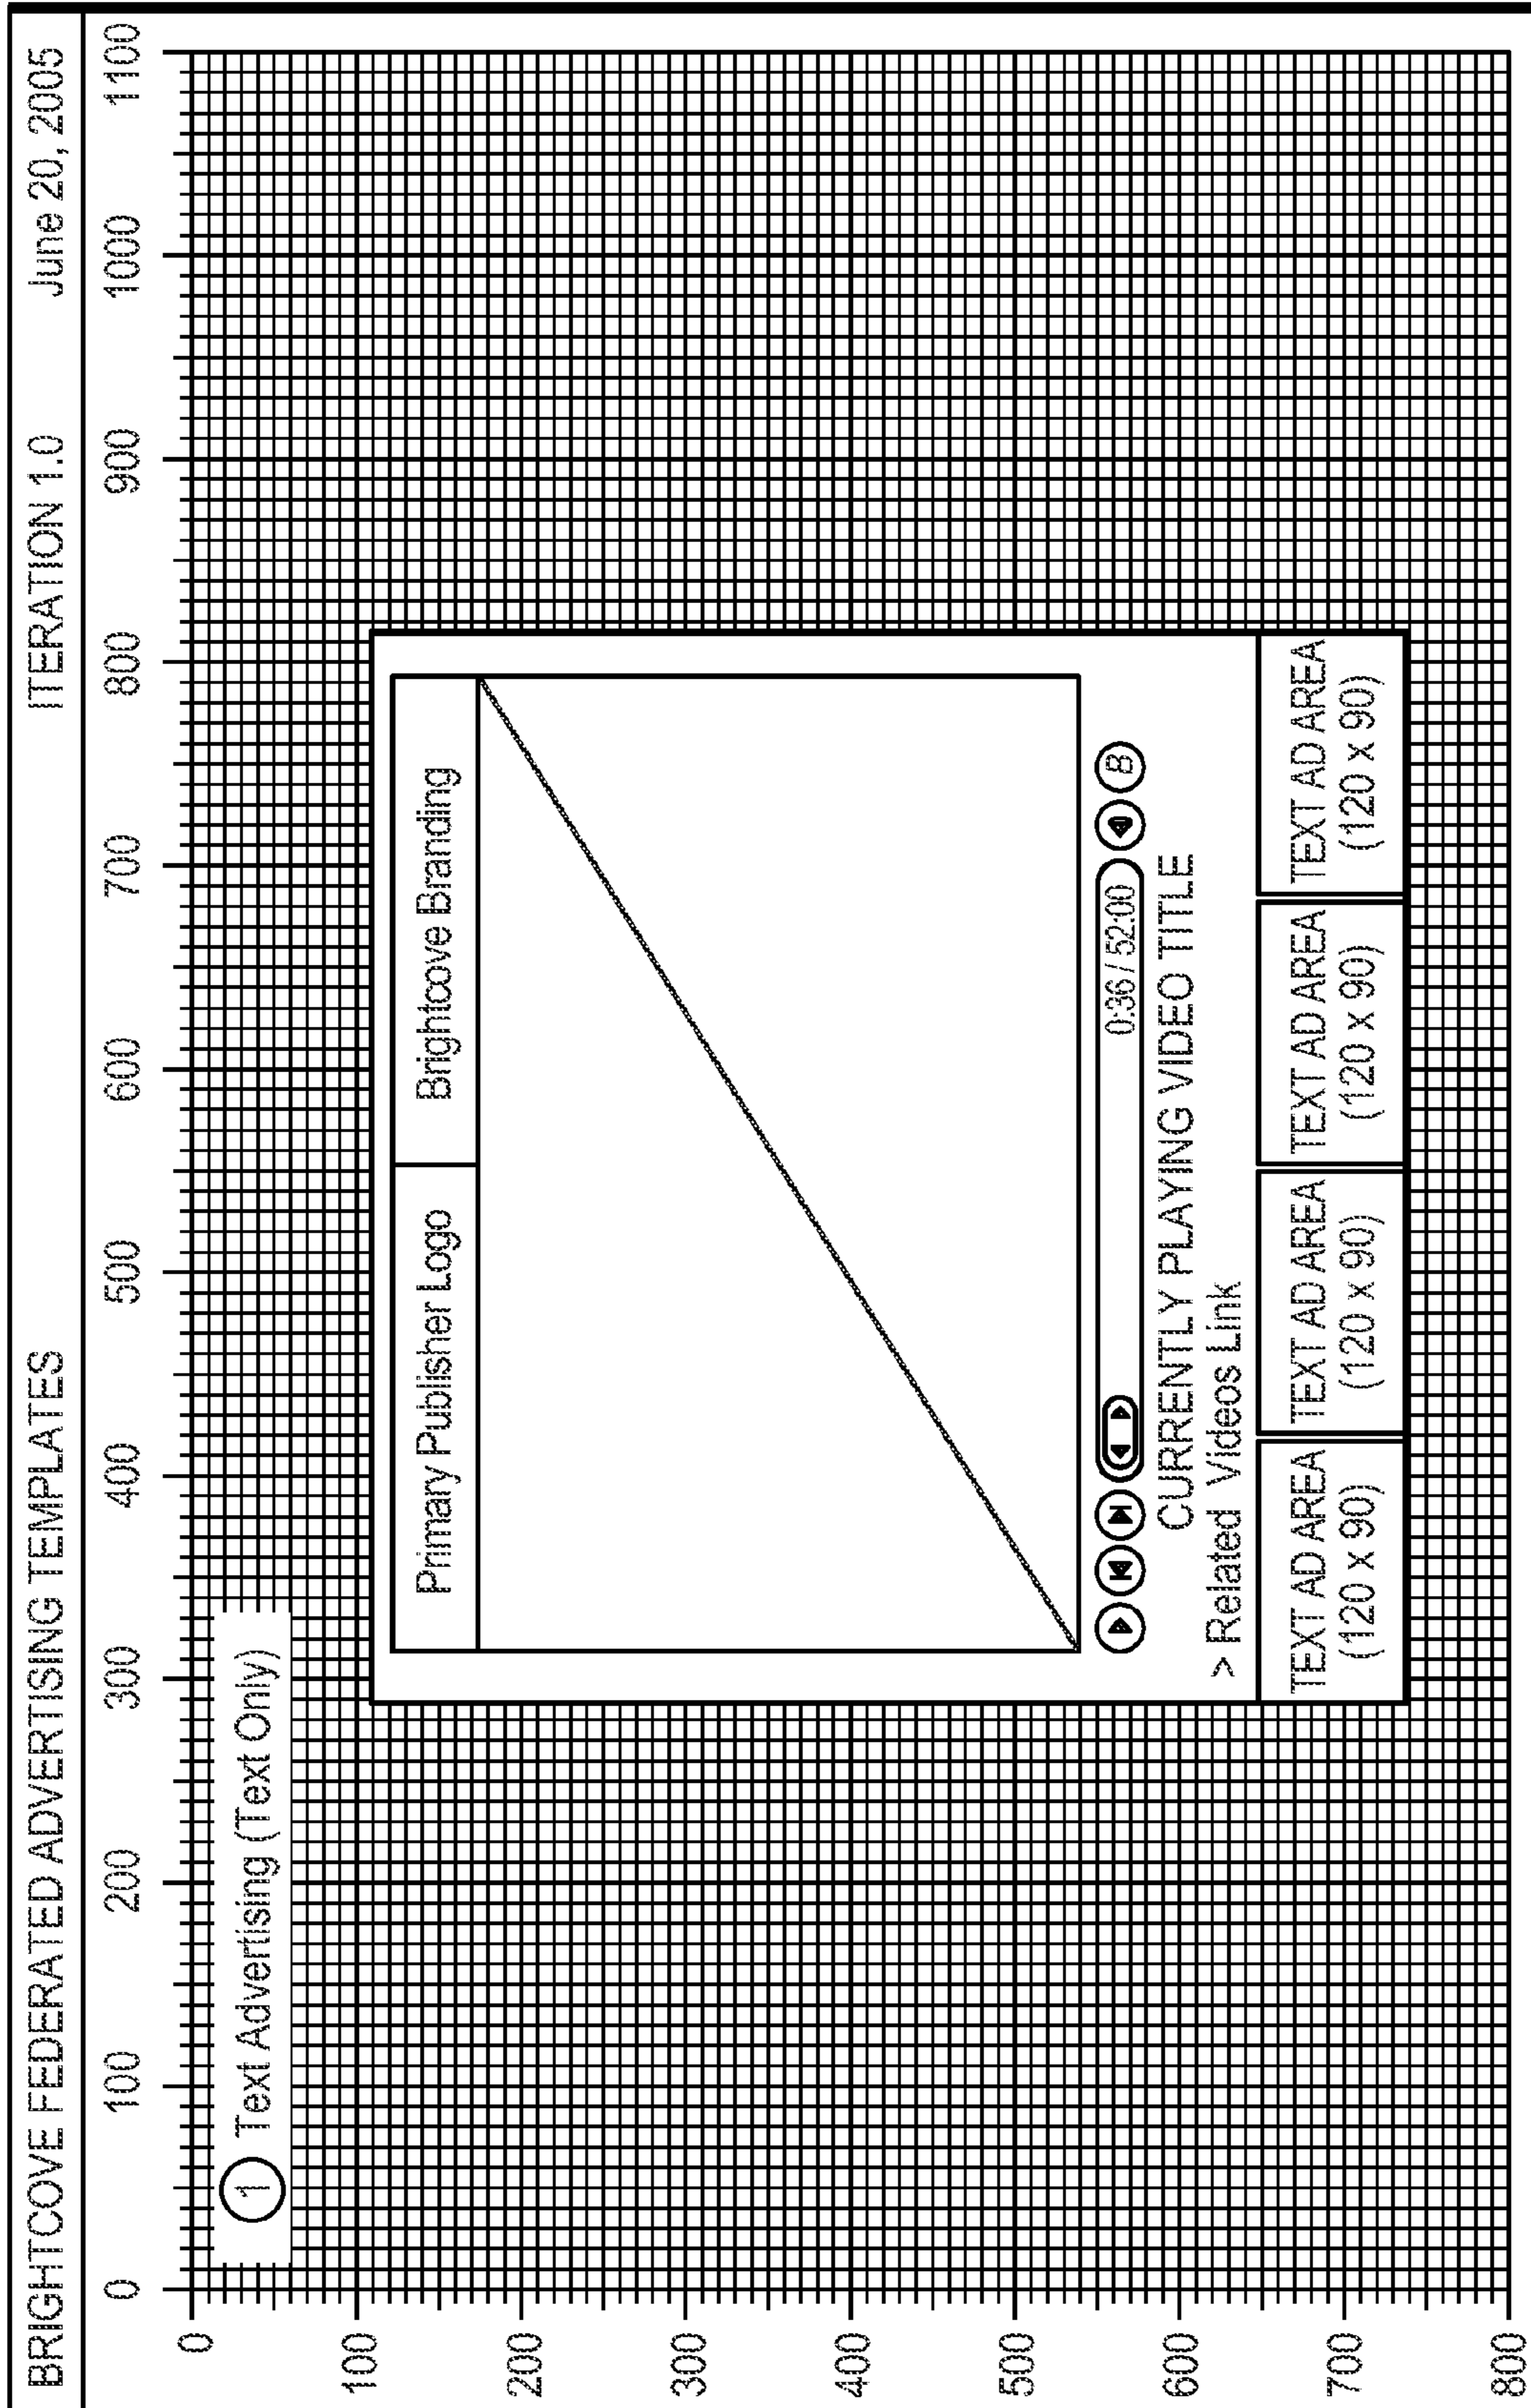 BRIGHTCOVE FEDERATED ADVERTISING TEMPLATES ITERATION 1.0 June 20, 2005
0 100 200 300 400 500 600 700 800 900 1000 1100
0
1 Text Advertising (Text Only)
100
Primary Publisher Logo Brightcove Branding
200
300
400
500
0:36 / 52:00 B
CURRENTLY PLAYING VIDEO TITLE
600
> Related Videos Link
TEXT AD AREA TEXT AD AREA TEXT AD AREA TEXT AD AREA
(120 x 90) (120 x 90) (120 x 90) (120 x 90)
700
800